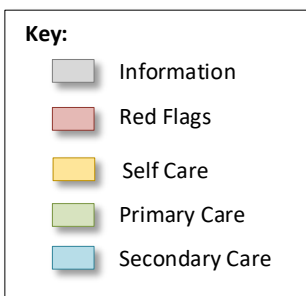 Key:
Information
Red Flags
Self Care
Primary Care
Secondary Care